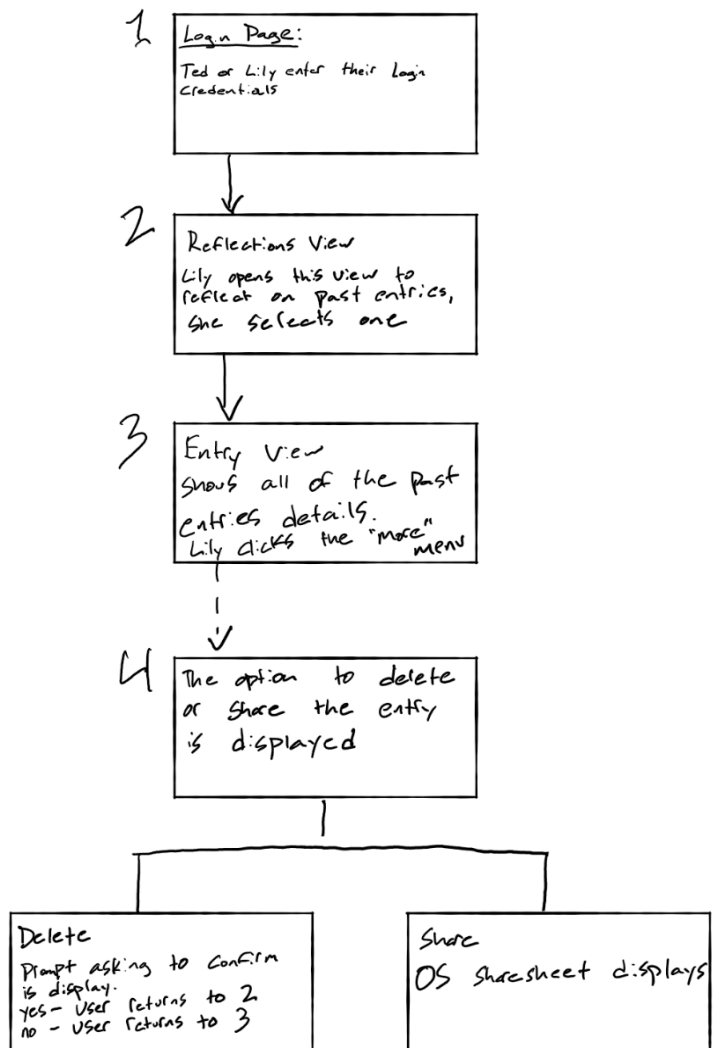 1
Login Page:
Ted or Lily enter their Login
Credentials
2
Reflections View
Lily opens this view to
reflect on past entries,
she selects one
3
Entry View
shows all of the past
entries details.
Lily clicks the "more"
menu
4
The option to delete
or share the entry
is displayed
Delete
Prompt asking to confirm
is display.
yes - User returns to 2
no - User returns to 3
Share
OS sharesheet displays